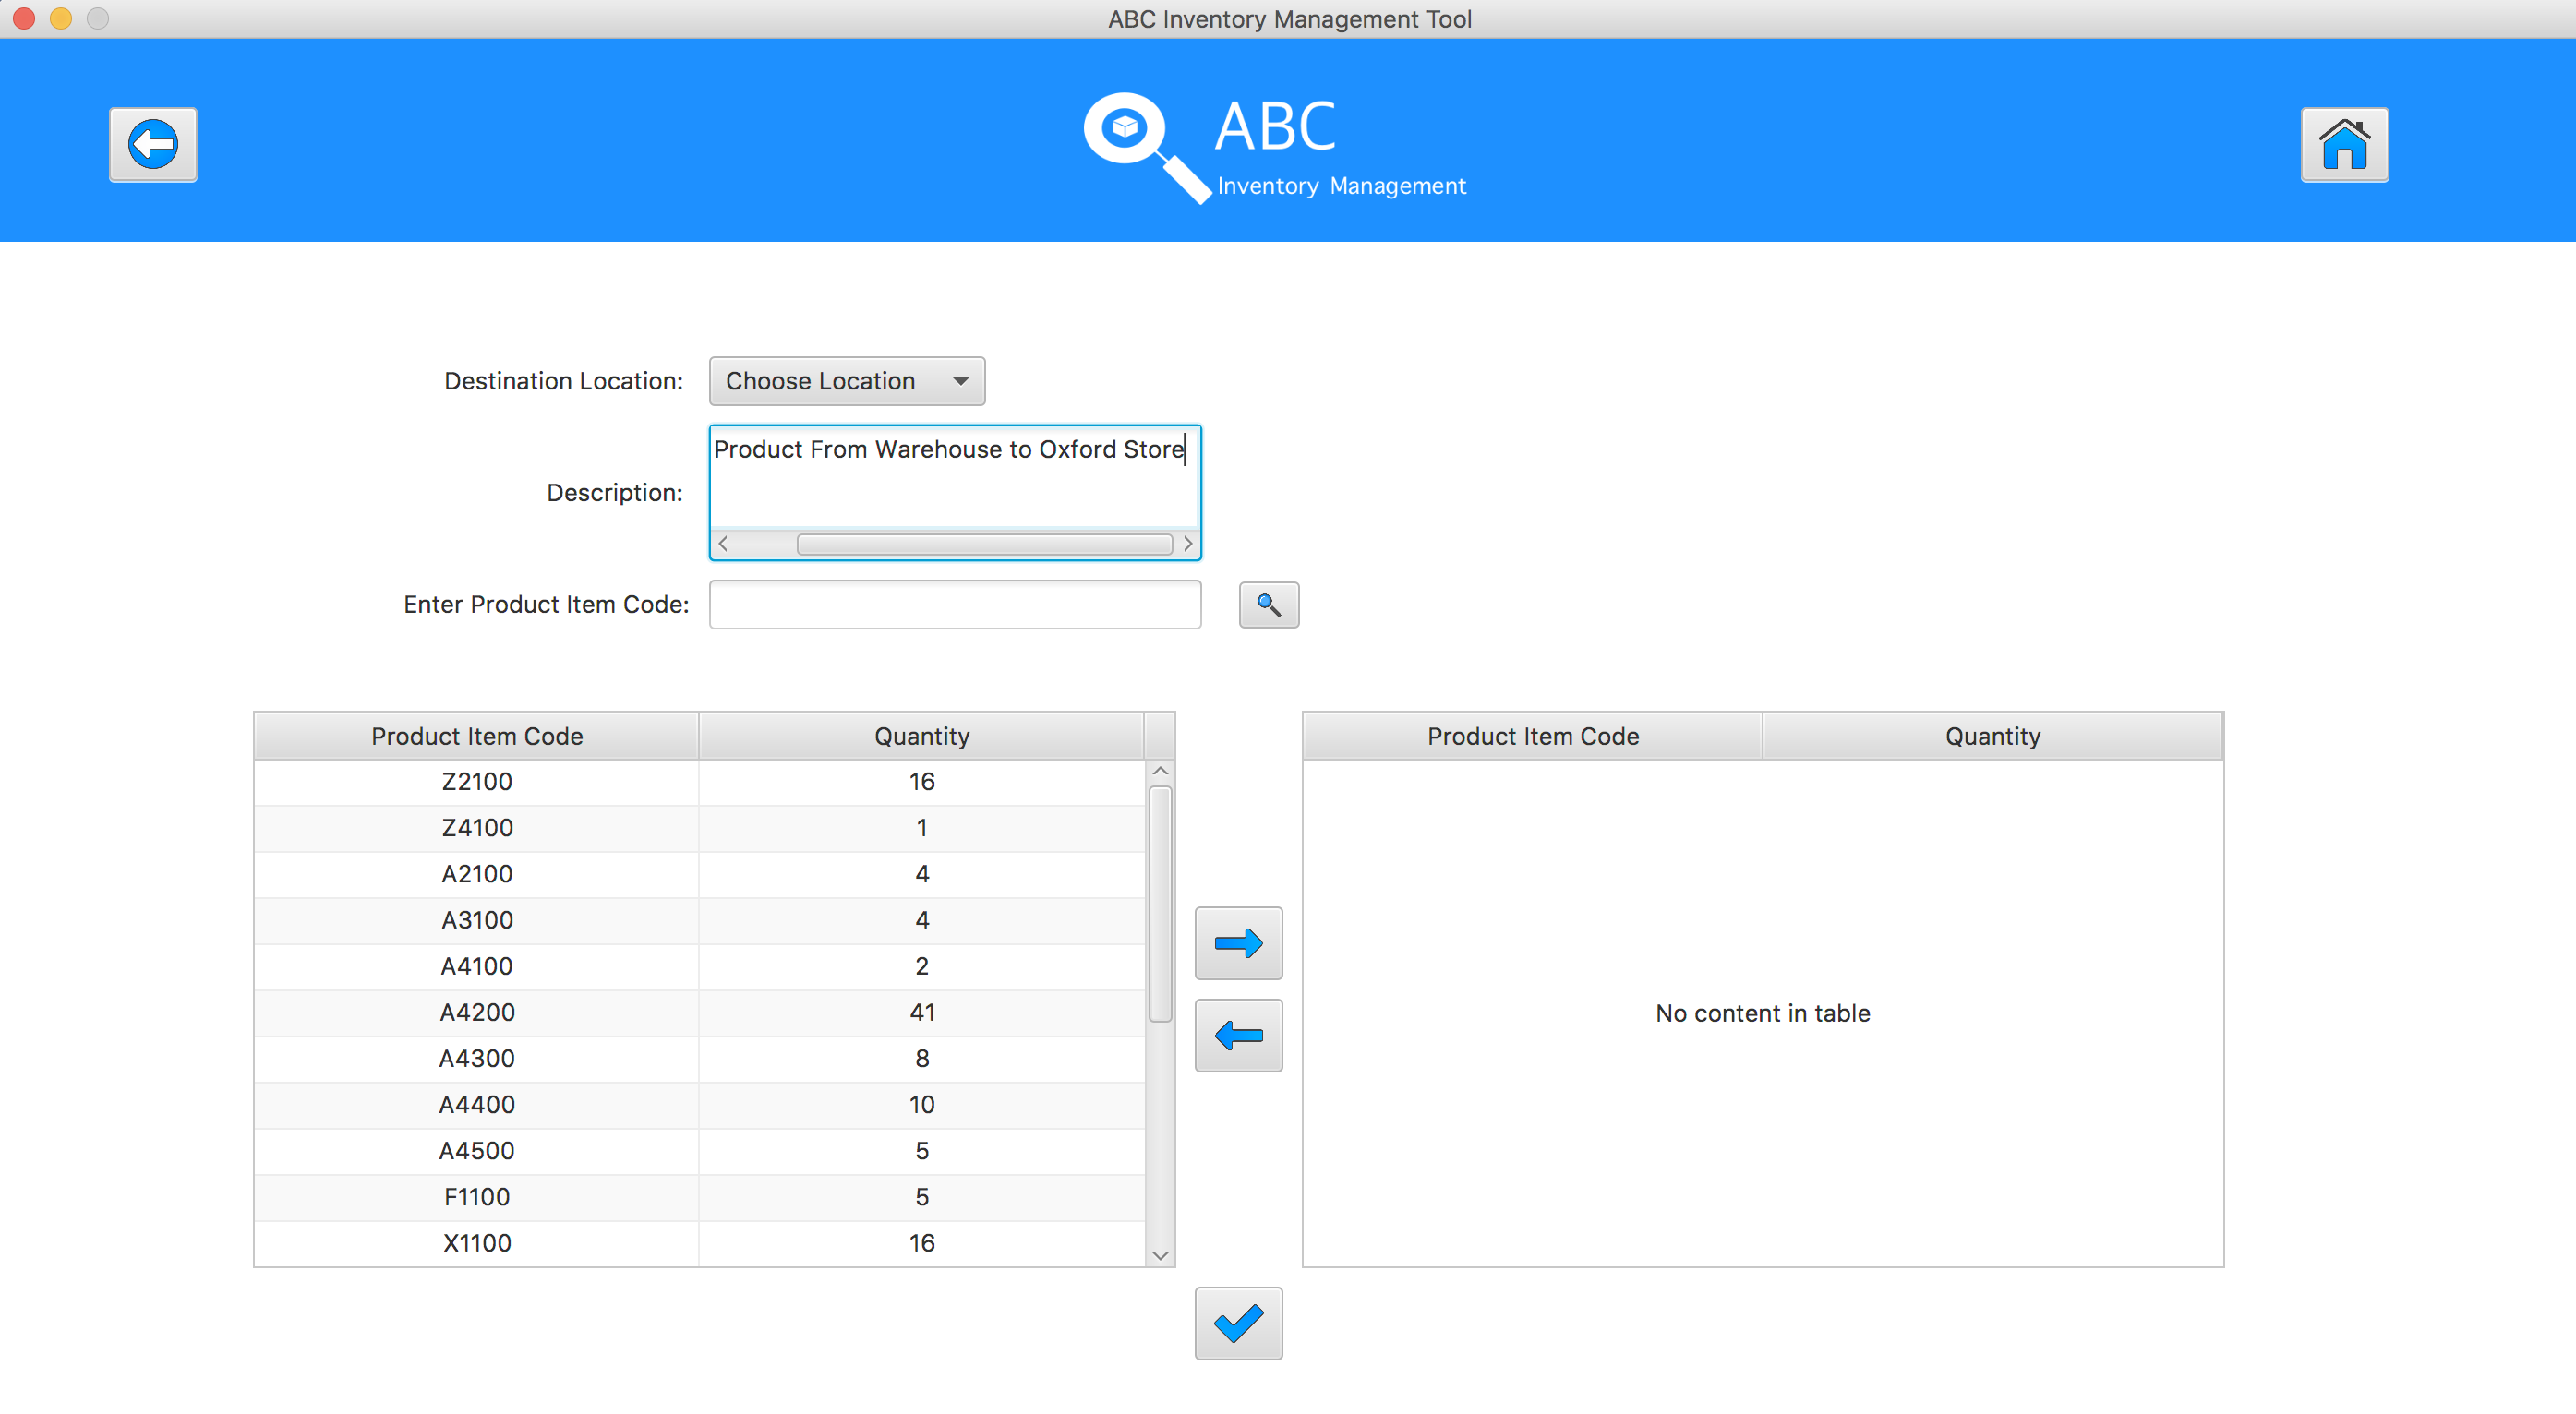 ABC Inventory Management Tool
ABC
Inventory Management
Destination Location: Choose Location
Product From Warehouse to Oxford Store
Description:
Enter Product Item Code:
Product Item Code Quantity Product Item Code Quantity
Z2100 16
Z4100 1
A2100 4
A3100 4
A4100 2
A4200 41
No content in table
A4300 8
A4400 10
A4500 5
F1100 5
X1100 16